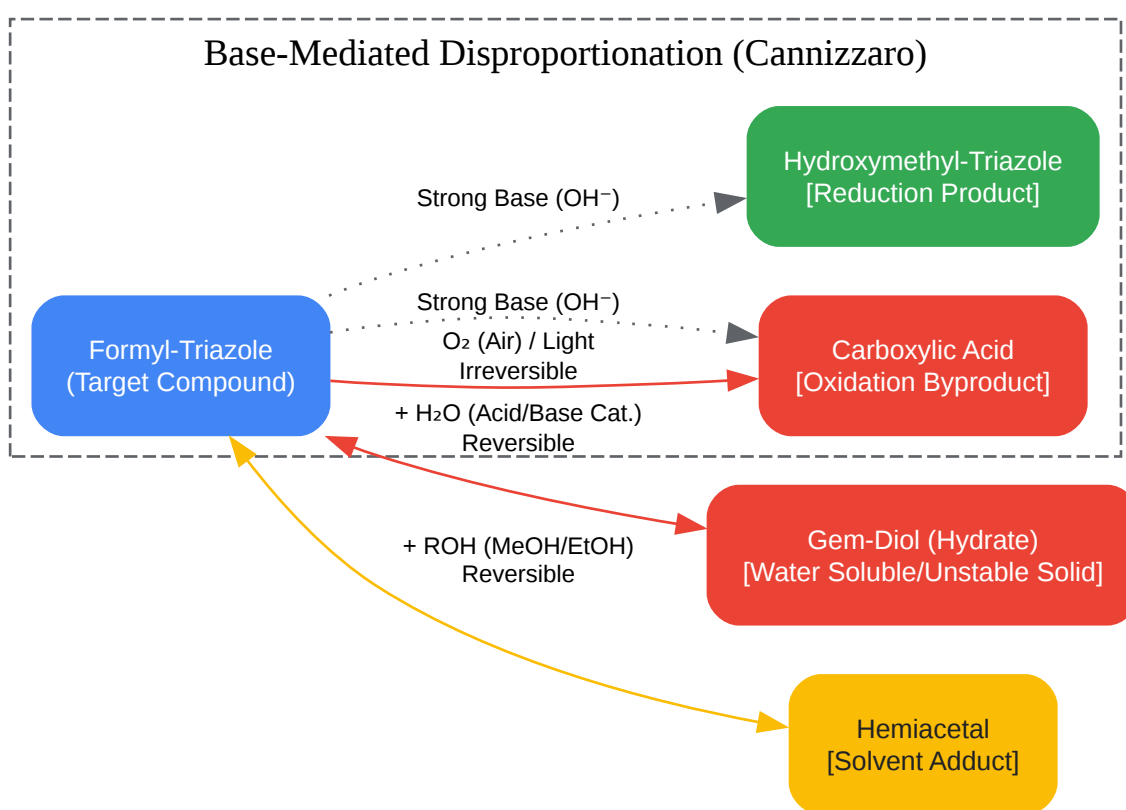 Base-Mediated Disproportionation (Cannizzaro)
Hydroxymethyl-Triazole
[Reduction Product]
Strong Base (OH⁻)
Strong Base (OH⁻)
Formyl-Triazole
(Target Compound)
O₂ (Air) / Light
Irreversible
Carboxylic Acid
[Oxidation Byproduct]
+ H₂O (Acid/Base Cat.)
Reversible
Gem-Diol (Hydrate)
[Water Soluble/Unstable Solid]
+ ROH (MeOH/EtOH)
Reversible
Hemiacetal
[Solvent Adduct]